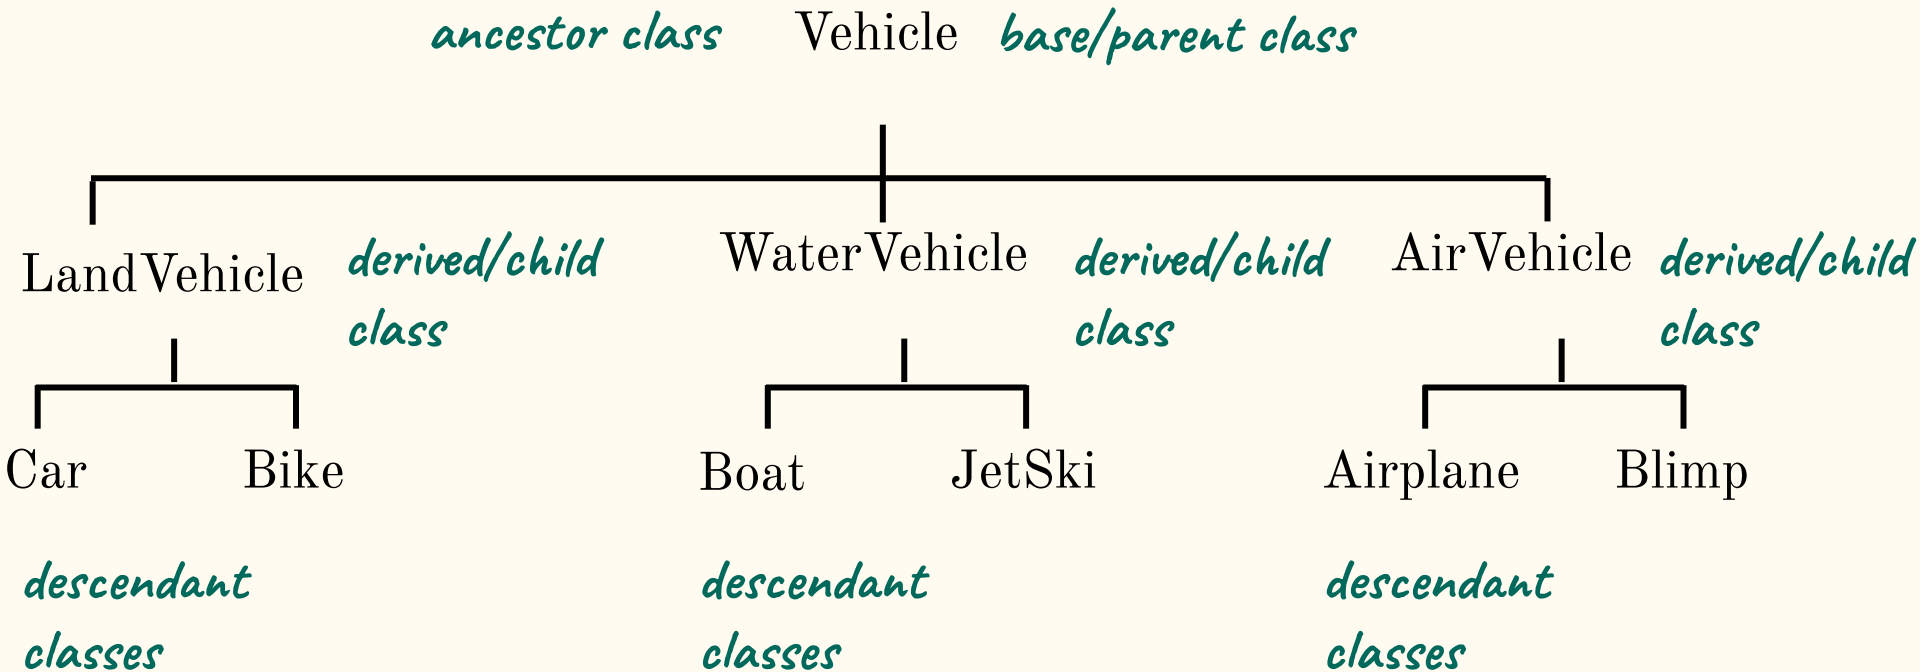 ancestor class Vehicle base/parent class
LandVehicle derived/child class WaterVehicle derived/child class AirVehicle derived/child class
Car Bike Boat JetSki Airplane Blimp
descendant classes descendant classes descendant classes